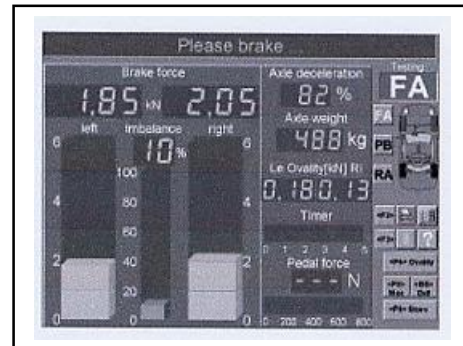 Please brake ...
Brake force
1.85 kN 2.05
left imbalance right
10 %
6 6
100
80
4 4
60
40
2 2
20
0 0 0
Axle deceleration
82 %
Axle weight
488 kg
Le Ovality[kN] Ri
0.18 0.13
Timer
0 1 2 3 4 5
Pedal force
--- N
0 200 400 600 800
Testing
FA
FA
PB
RA
?
Ovality